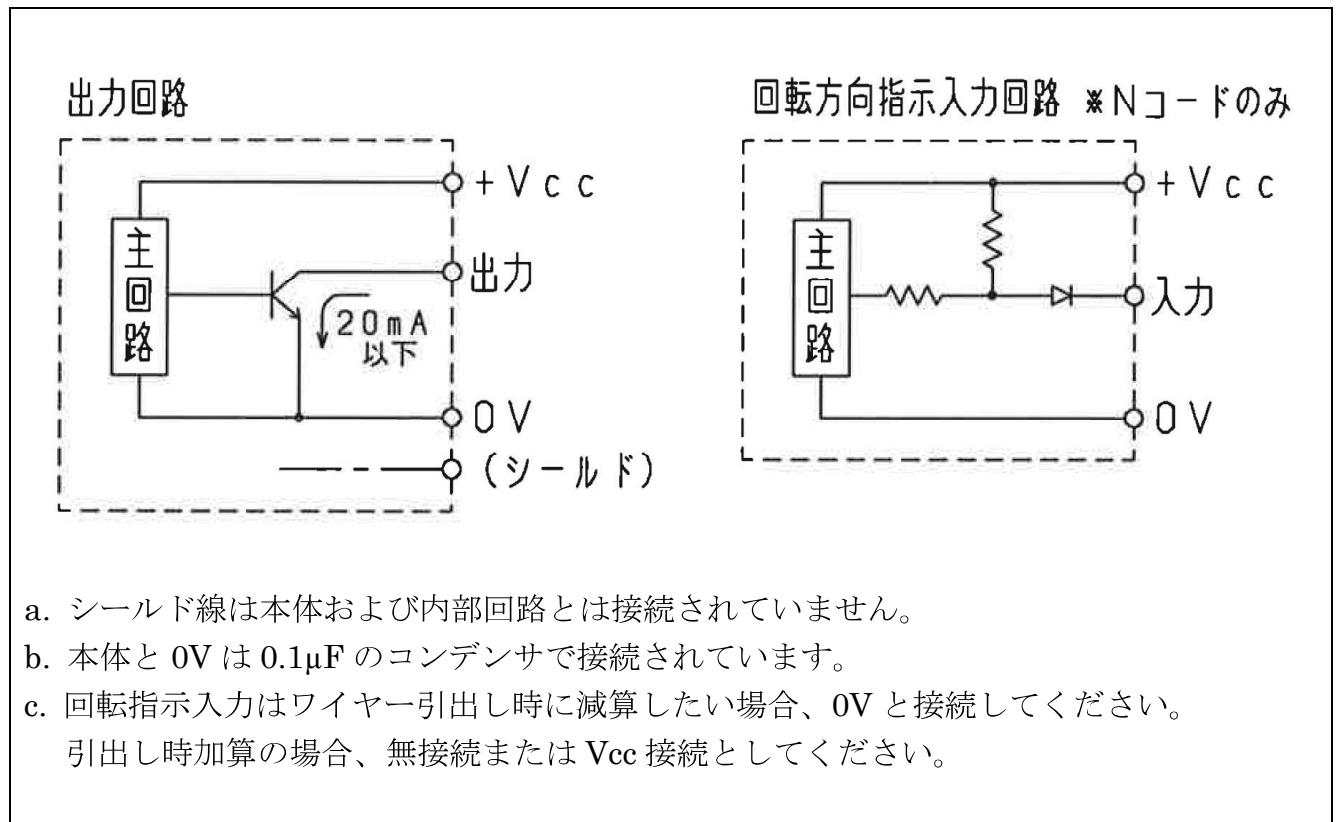 出力回路
+Vcc
主回路
出力
20mA
以下
0V
(シールド)
回転方向指示入力回路 ※Nコードのみ
+Vcc
主回路
入力
0V
a. シールド線は本体および内部回路とは接続されていません。
b. 本体と 0V は 0.1μF のコンデンサで接続されています。
c. 回転指示入力はワイヤー引出し時に減算したい場合、0V と接続してください。
引出し時加算の場合、無接続または Vcc 接続としてください。